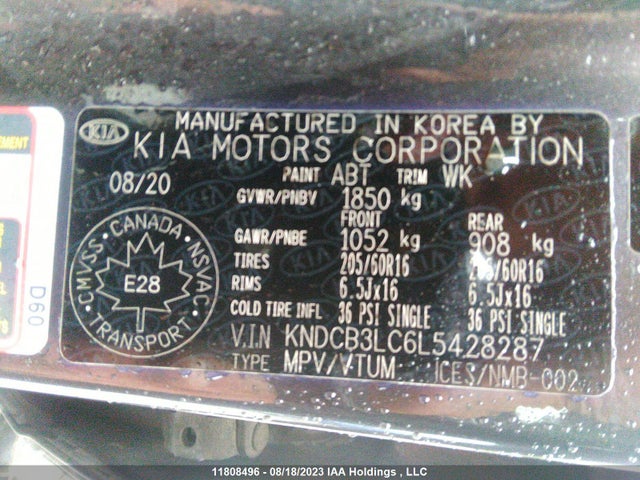 KIA
MANUFACTURED IN KOREA BY
KIA MOTORS CORPORATION
PAINT ABT TRIM WK
08/20
GVWR/PNBV 1850 kg
FRONT REAR
GAWR/PNBE 1052 kg 908 kg
TIRES 205/60R16 205/60R16
RIMS 6.5Jx16 6.5Jx16
COLD TIRE INFL 36 PSI SINGLE 36 PSI SINGLE
V.I.N KNDCB3LC6L5428287
TYPE MPV/VTUM ICES/NMB-002
CMVSS · CANADA · NSVAC
E28
TRANSPORT
D60
11808496 - 08/18/2023 IAA Holdings , LLC